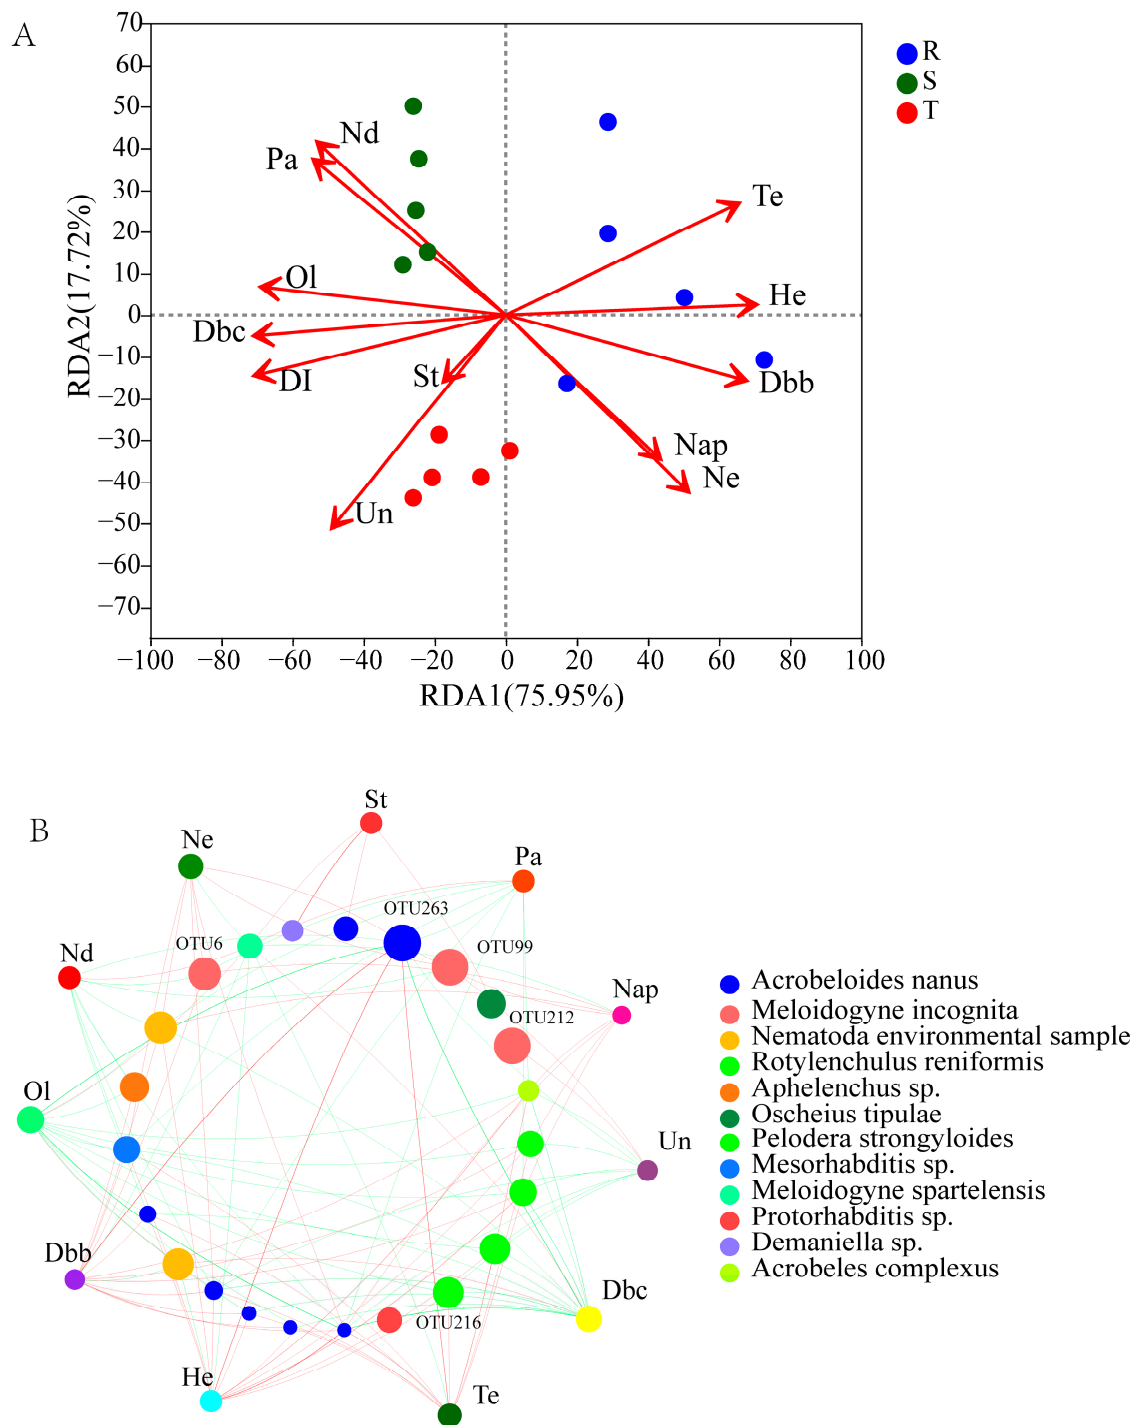 A
70
60
50
40
30
20
10
0
−10
−20
−30
−40
−50
−60
−70
RDA2(17.72%)
−100 −80 −60 −40 −20 0 20 40 60 80 100
RDA1(75.95%)
R
S
T
Nd
Pa
Te
Ol
He
Dbc
DI
St
Dbb
Nap
Ne
Un
B
St
Ne
Pa
OTU263
OTU6
OTU99
Nd
Nap
OTU212
Ol
Un
Dbb
Dbc
OTU216
He
Te
Acrobeloides nanus
Meloidogyne incognita
Nematoda environmental sample
Rotylenchulus reniformis
Aphelenchus sp.
Oscheius tipulae
Pelodera strongyloides
Mesorhabditis sp.
Meloidogyne spartelensis
Protorhabditis sp.
Demaniella sp.
Acrobeles complexus